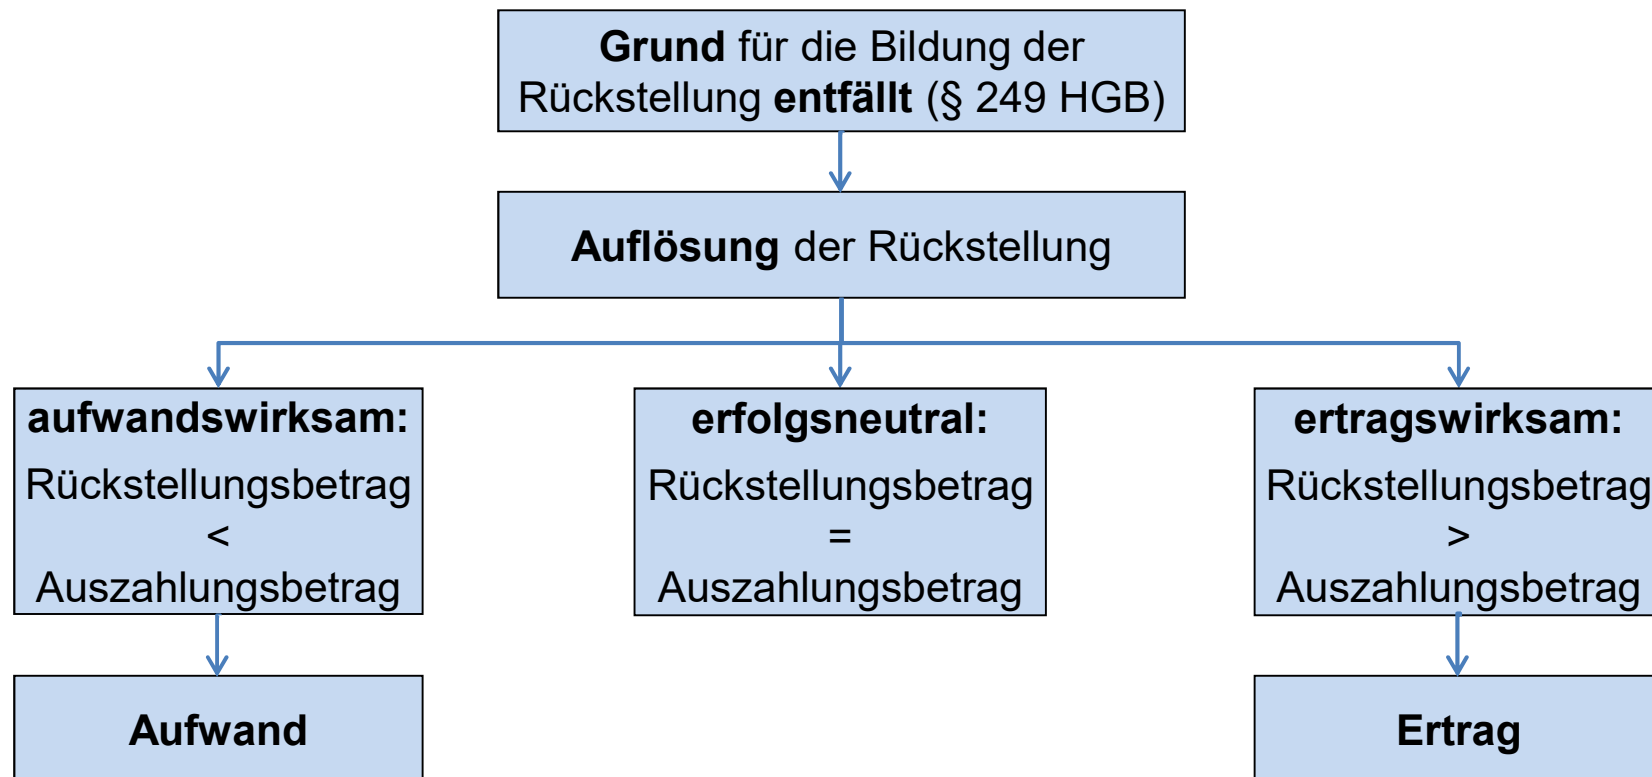 Grund für die Bildung der
Rückstellung entfällt (§ 249 HGB)
Auflösung der Rückstellung
aufwandswirksam:
Rückstellungsbetrag
<
Auszahlungsbetrag
erfolgsneutral:
Rückstellungsbetrag
=
Auszahlungsbetrag
ertragswirksam:
Rückstellungsbetrag
>
Auszahlungsbetrag
Aufwand
Ertrag